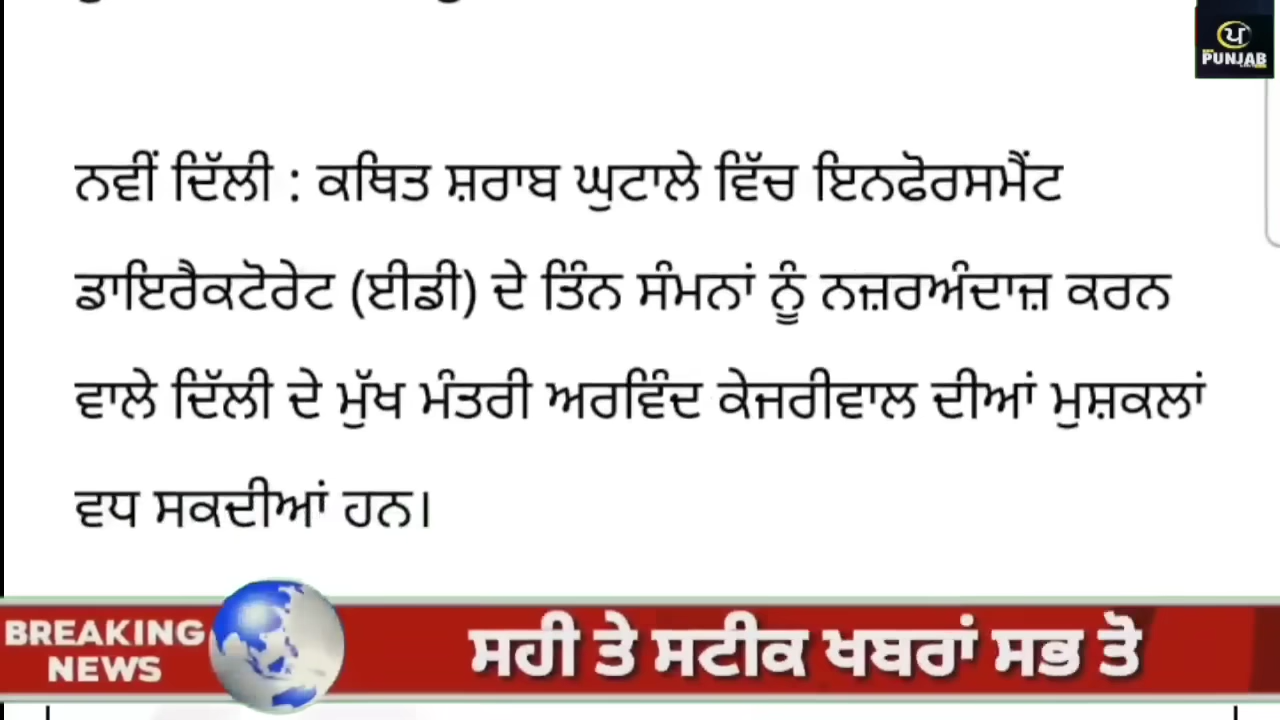 ਪ
PUNJAB
ਨਵੀਂ ਦਿੱਲੀ : ਕਥਿਤ ਸ਼ਰਾਬ ਘੁਟਾਲੇ ਵਿੱਚ ਇਨਫੋਰਸਮੈਂਟ
ਡਾਇਰੈਕਟੋਰੇਟ (ਈਡੀ) ਦੇ ਤਿੰਨ ਸੰਮਨਾਂ ਨੂੰ ਨਜ਼ਰਅੰਦਾਜ਼ ਕਰਨ
ਵਾਲੇ ਦਿੱਲੀ ਦੇ ਮੁੱਖ ਮੰਤਰੀ ਅਰਵਿੰਦ ਕੇਜਰੀਵਾਲ ਦੀਆਂ ਮੁਸ਼ਕਲਾਂ
ਵਧ ਸਕਦੀਆਂ ਹਨ।
BREAKING
NEWS
ਸਹੀ ਤੇ ਸਟੀਕ ਖਬਰਾਂ ਸਭ ਤੋ